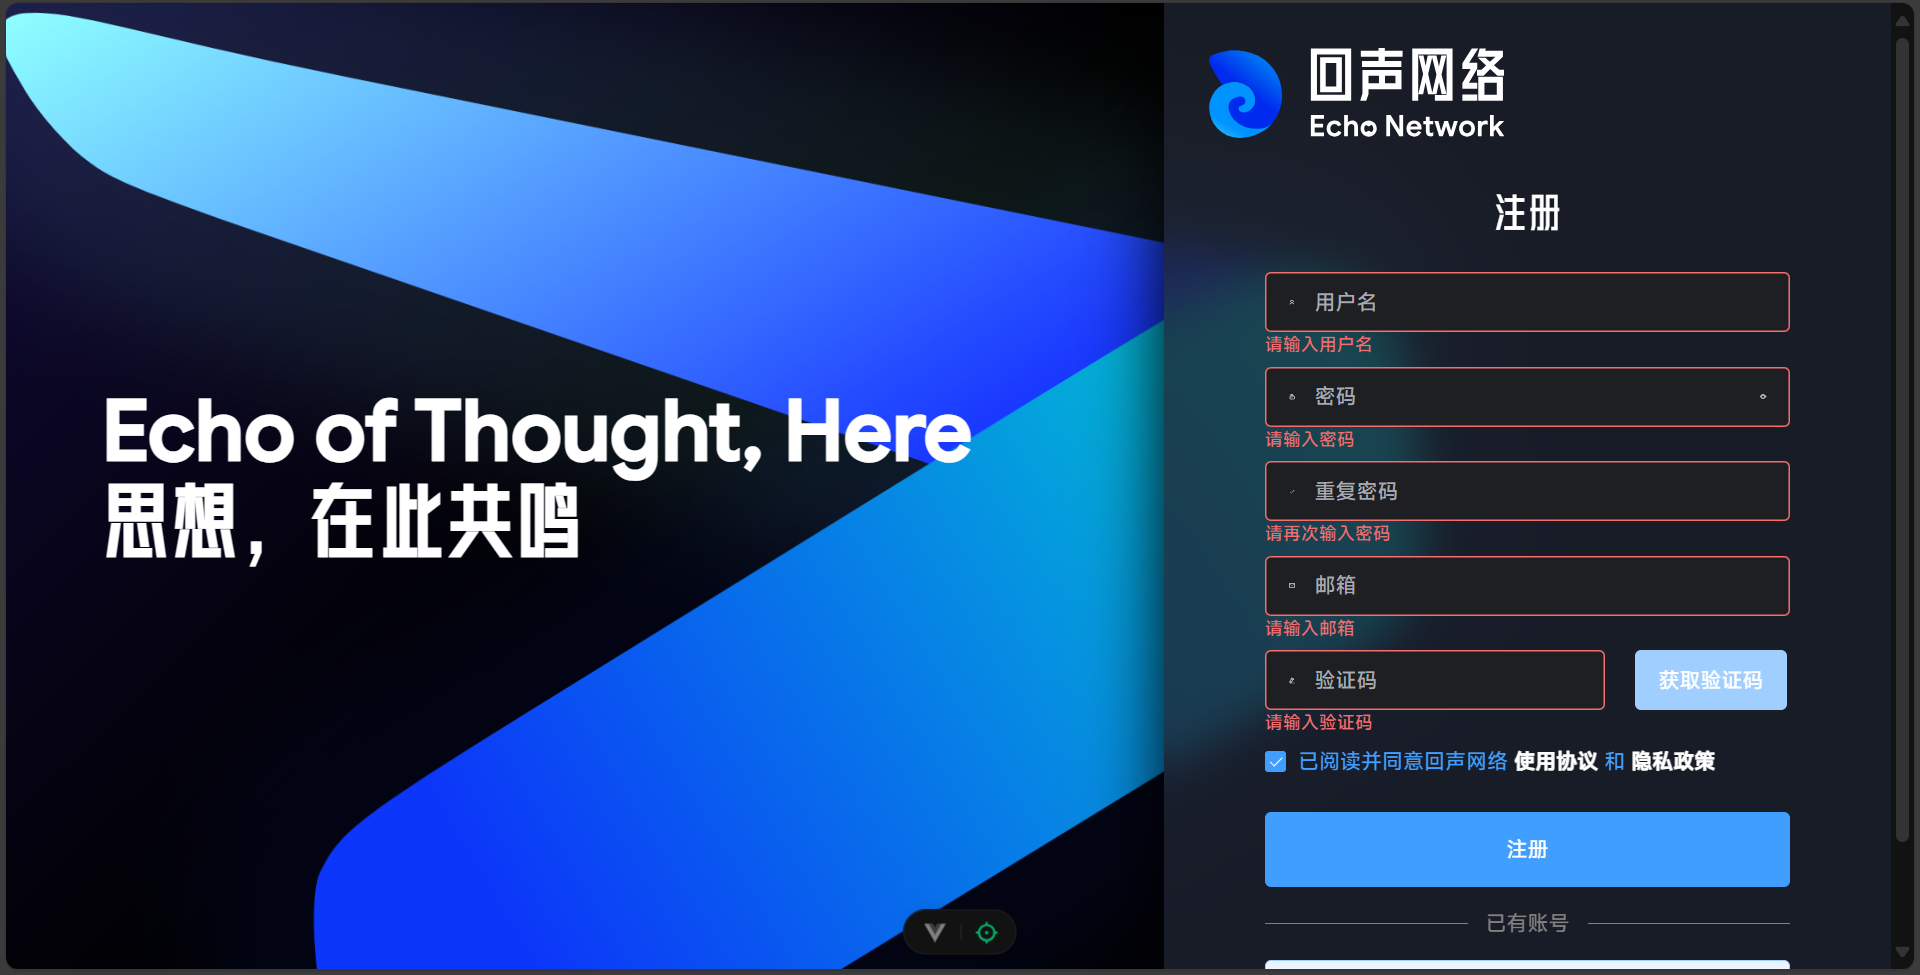 Echo of Thought, Here
思想，在此共鸣
回声网络
Echo Network
注册
用户名
请输入用户名
密码
请输入密码
重复密码
请再次输入密码
邮箱
请输入邮箱
验证码
获取验证码
请输入验证码
已阅读并同意回声网络 使用协议 和 隐私政策
注册
已有账号